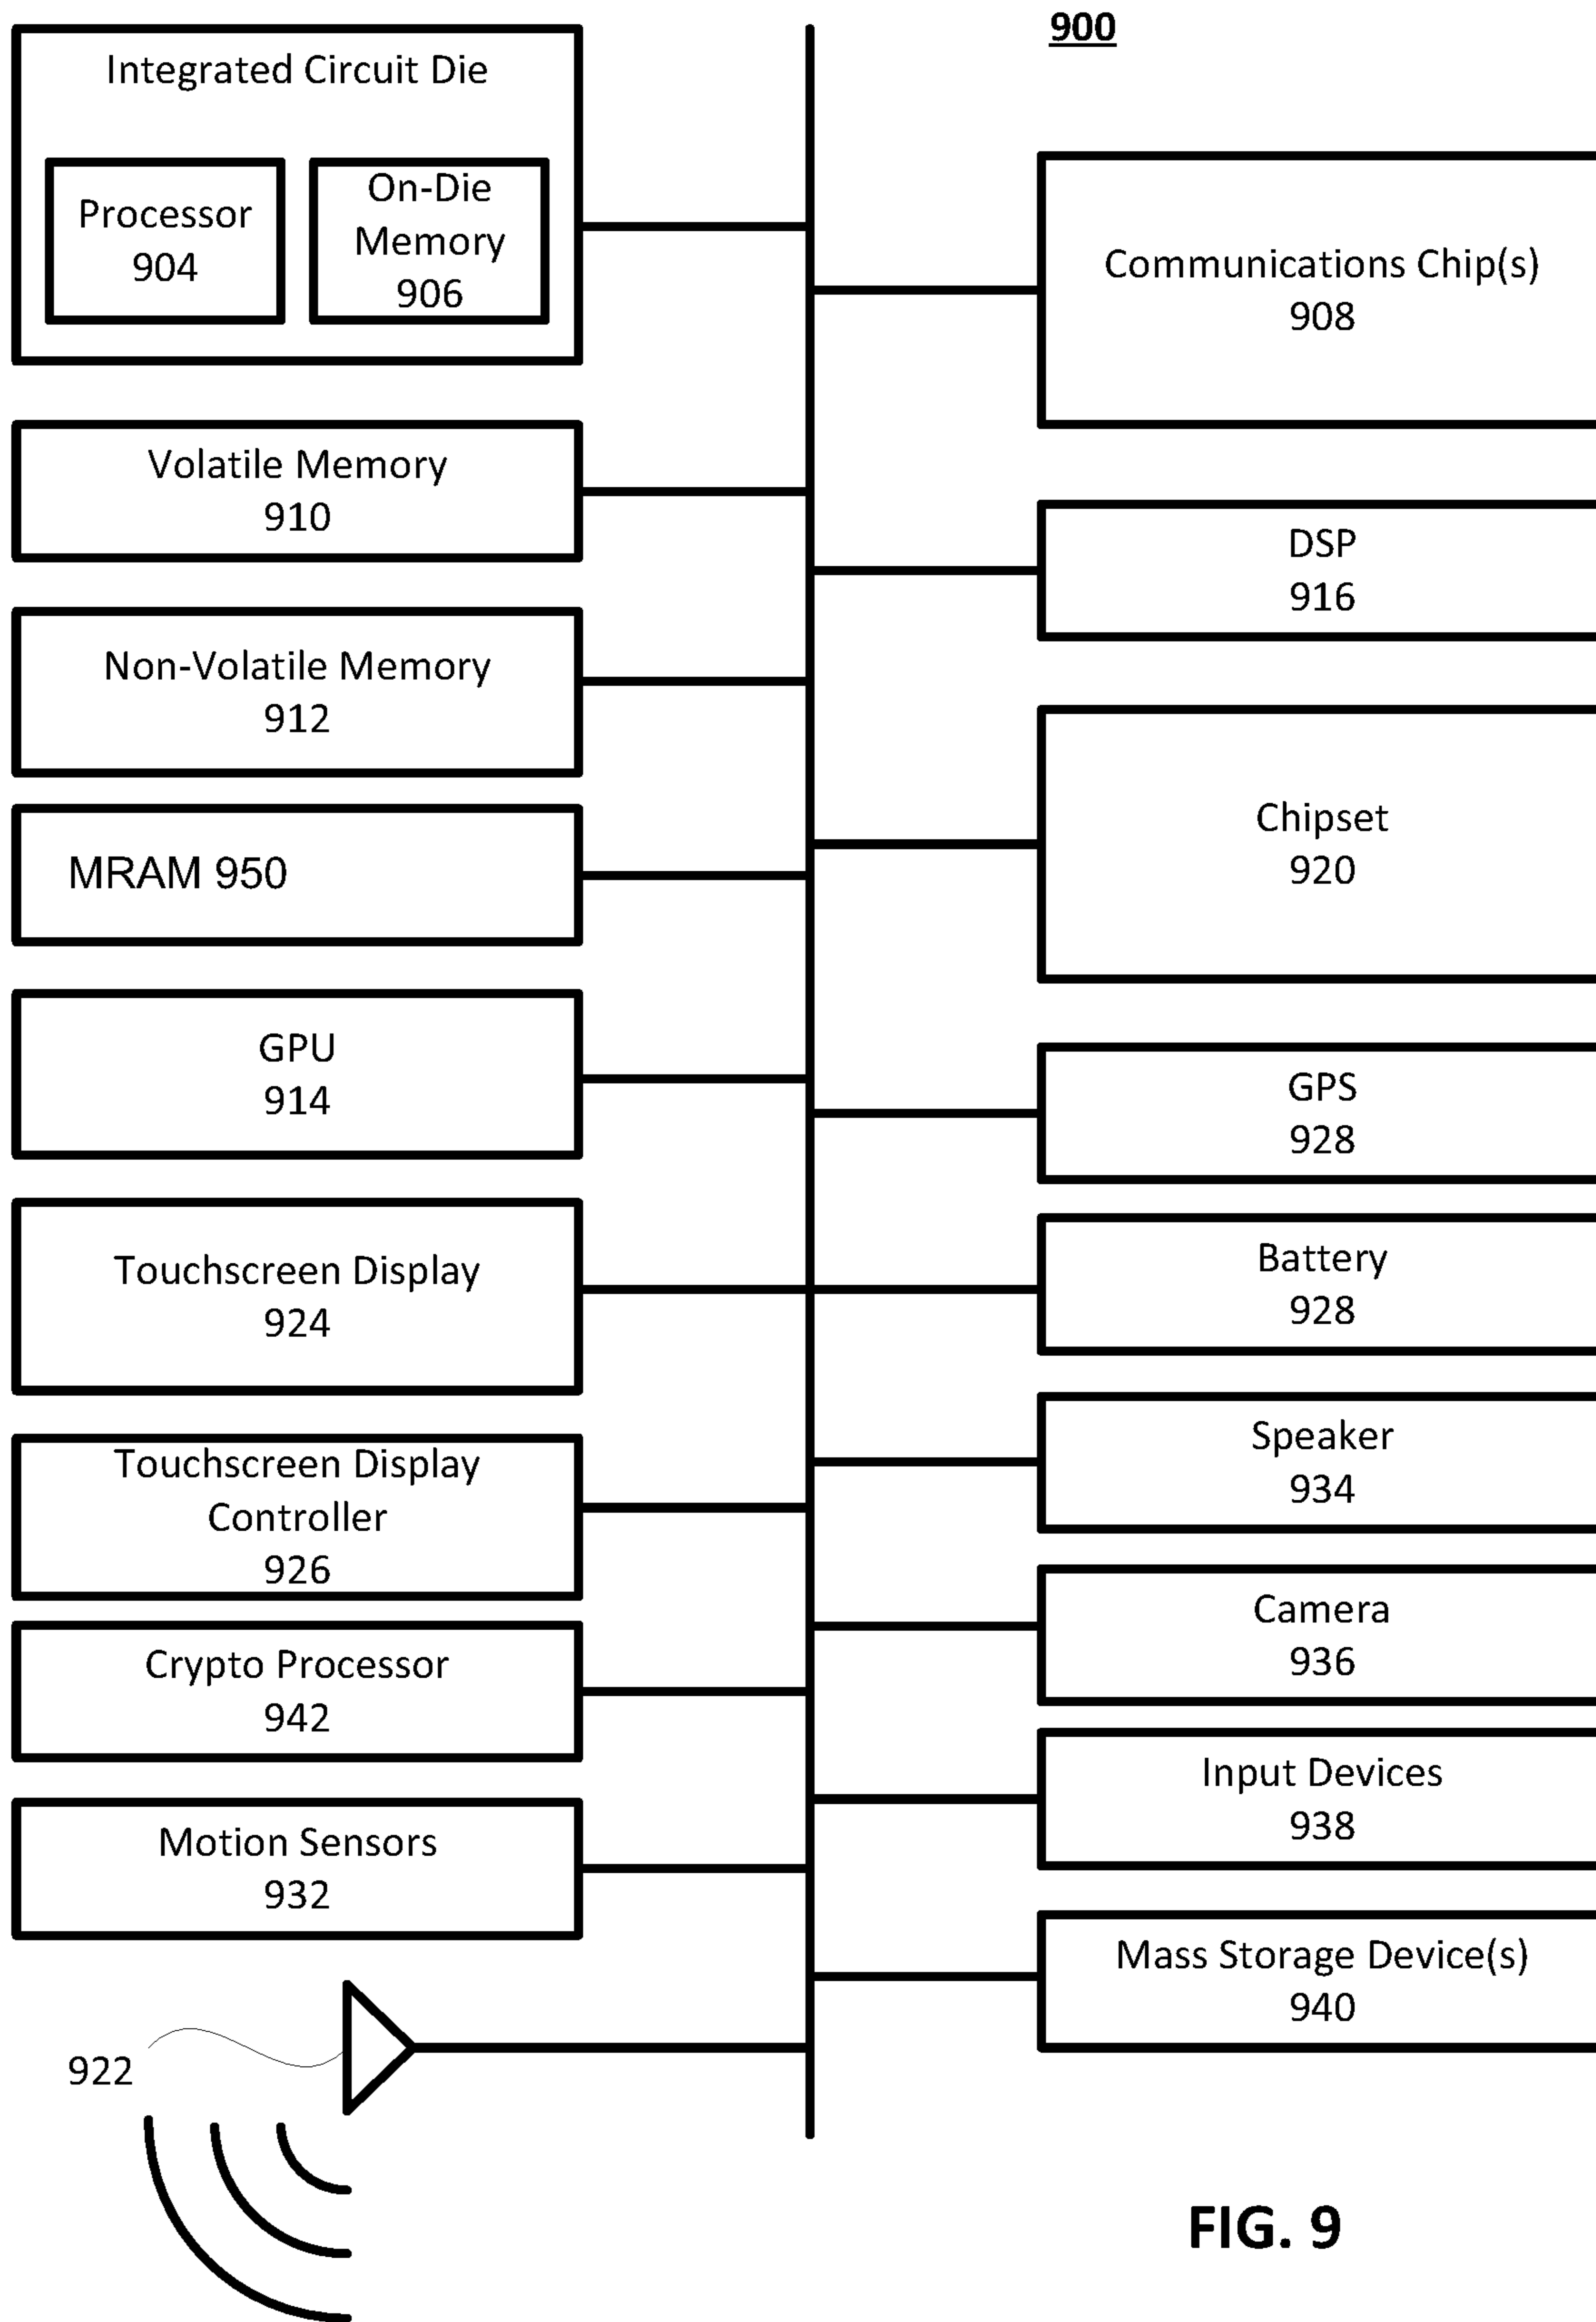 900
Integrated Circuit Die
Processor
904
On-Die
Memory
906
Volatile Memory
910
Non-Volatile Memory
912
MRAM 950
GPU
914
Touchscreen Display
924
Touchscreen Display
Controller
926
Crypto Processor
942
Motion Sensors
932
922
Communications Chip(s)
908
DSP
916
Chipset
920
GPS
928
Battery
928
Speaker
934
Camera
936
Input Devices
938
Mass Storage Device(s)
940
FIG. 9